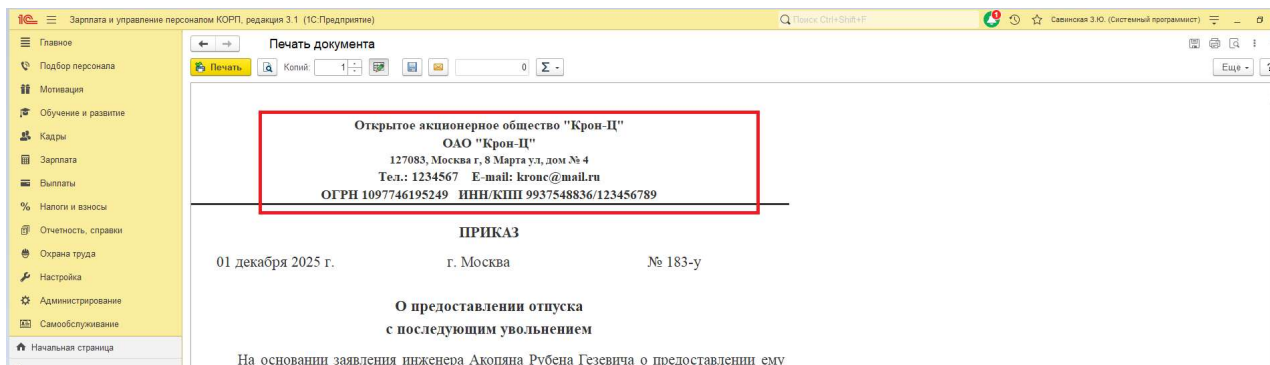 Зарплата и управление персоналом КОРП, редакция 3.1 (1С:Предприятие)
Поиск Ctrl+Shift+F
Савинская З.Ю. (Системный программист)
Главное
Подбор персонала
Мотивация
Обучение и развитие
Кадры
Зарплата
Выплаты
% Налоги и взносы
Отчетность, справки
Охрана труда
Настройка
Администрирование
Самообслуживание
Начальная страница
Печать документа
Печать
Копий: 1
0 Σ
Еще
?
Открытое акционерное общество "Крон-Ц"
ОАО "Крон-Ц"
127083, Москва г, 8 Марта ул, дом № 4
Тел.: 1234567 E-mail: kronc@mail.ru
ОГРН 1097746195249 ИНН/КПП 9937548836/123456789
ПРИКАЗ
01 декабря 2025 г. г. Москва № 183-у
О предоставлении отпуска
с последующим увольнением
На основании заявления инженера Акопяна Рубена Гезевича о предоставлении ему